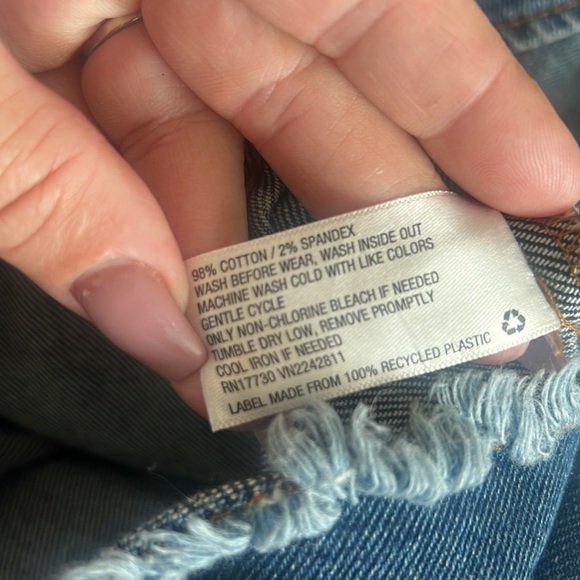 98% COTTON / 2% SPANDEX
WASH BEFORE WEAR, WASH INSIDE OUT
MACHINE WASH COLD WITH LIKE COLORS
GENTLE CYCLE
ONLY NON-CHLORINE BLEACH IF NEEDED
TUMBLE DRY LOW, REMOVE PROMPTLY
COOL IRON IF NEEDED
RN17730 VN2242811
LABEL MADE FROM 100% RECYCLED PLASTIC